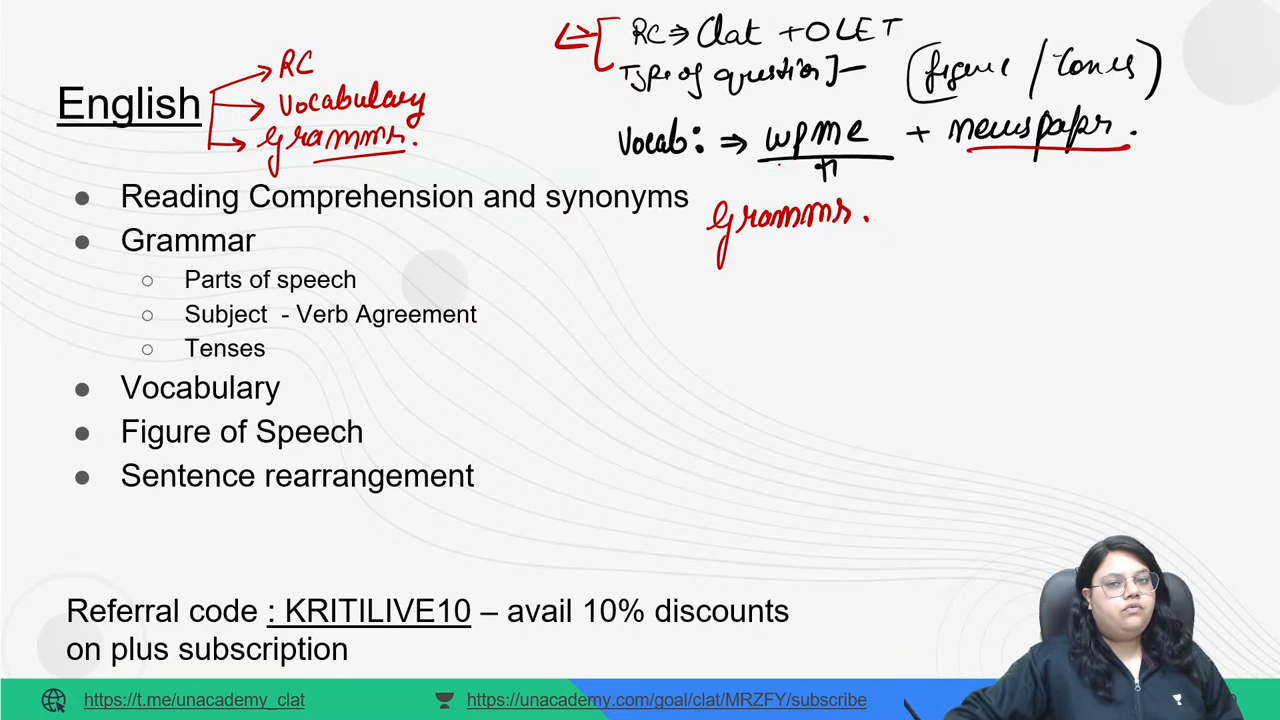 RC ⇒ Clat + OLET
Type of question] - (figure / Tones)
→ RC
English → Vocabulary
→ Grammr.
Vocab: ⇒ wpme + newspaper.
● Reading Comprehension and synonyms
Grammr.
● Grammar
○ Parts of speech
○ Subject - Verb Agreement
○ Tenses
● Vocabulary
● Figure of Speech
● Sentence rearrangement
Referral code : KRITILIVE10 – avail 10% discounts
on plus subscription
https://t.me/unacademy_clat https://unacademy.com/goal/clat/MRZFY/subscribe